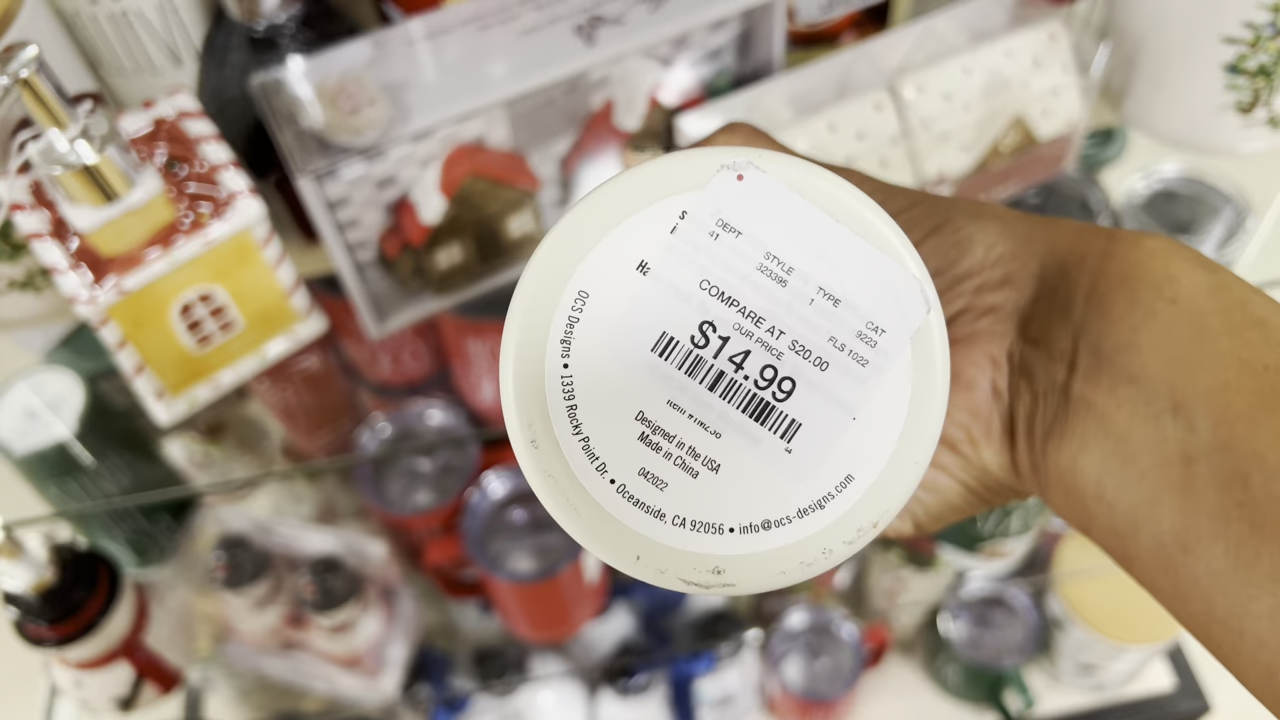 DEPT STYLE TYPE CAT
41 323395 1 9223
FLS 1022
COMPARE AT $20.00
OUR PRICE
$14.99
Designed in the USA
Made in China
042022
OCS Designs • 1339 Rocky Point Dr. • Oceanside, CA 92056 • info@ocs-designs.com